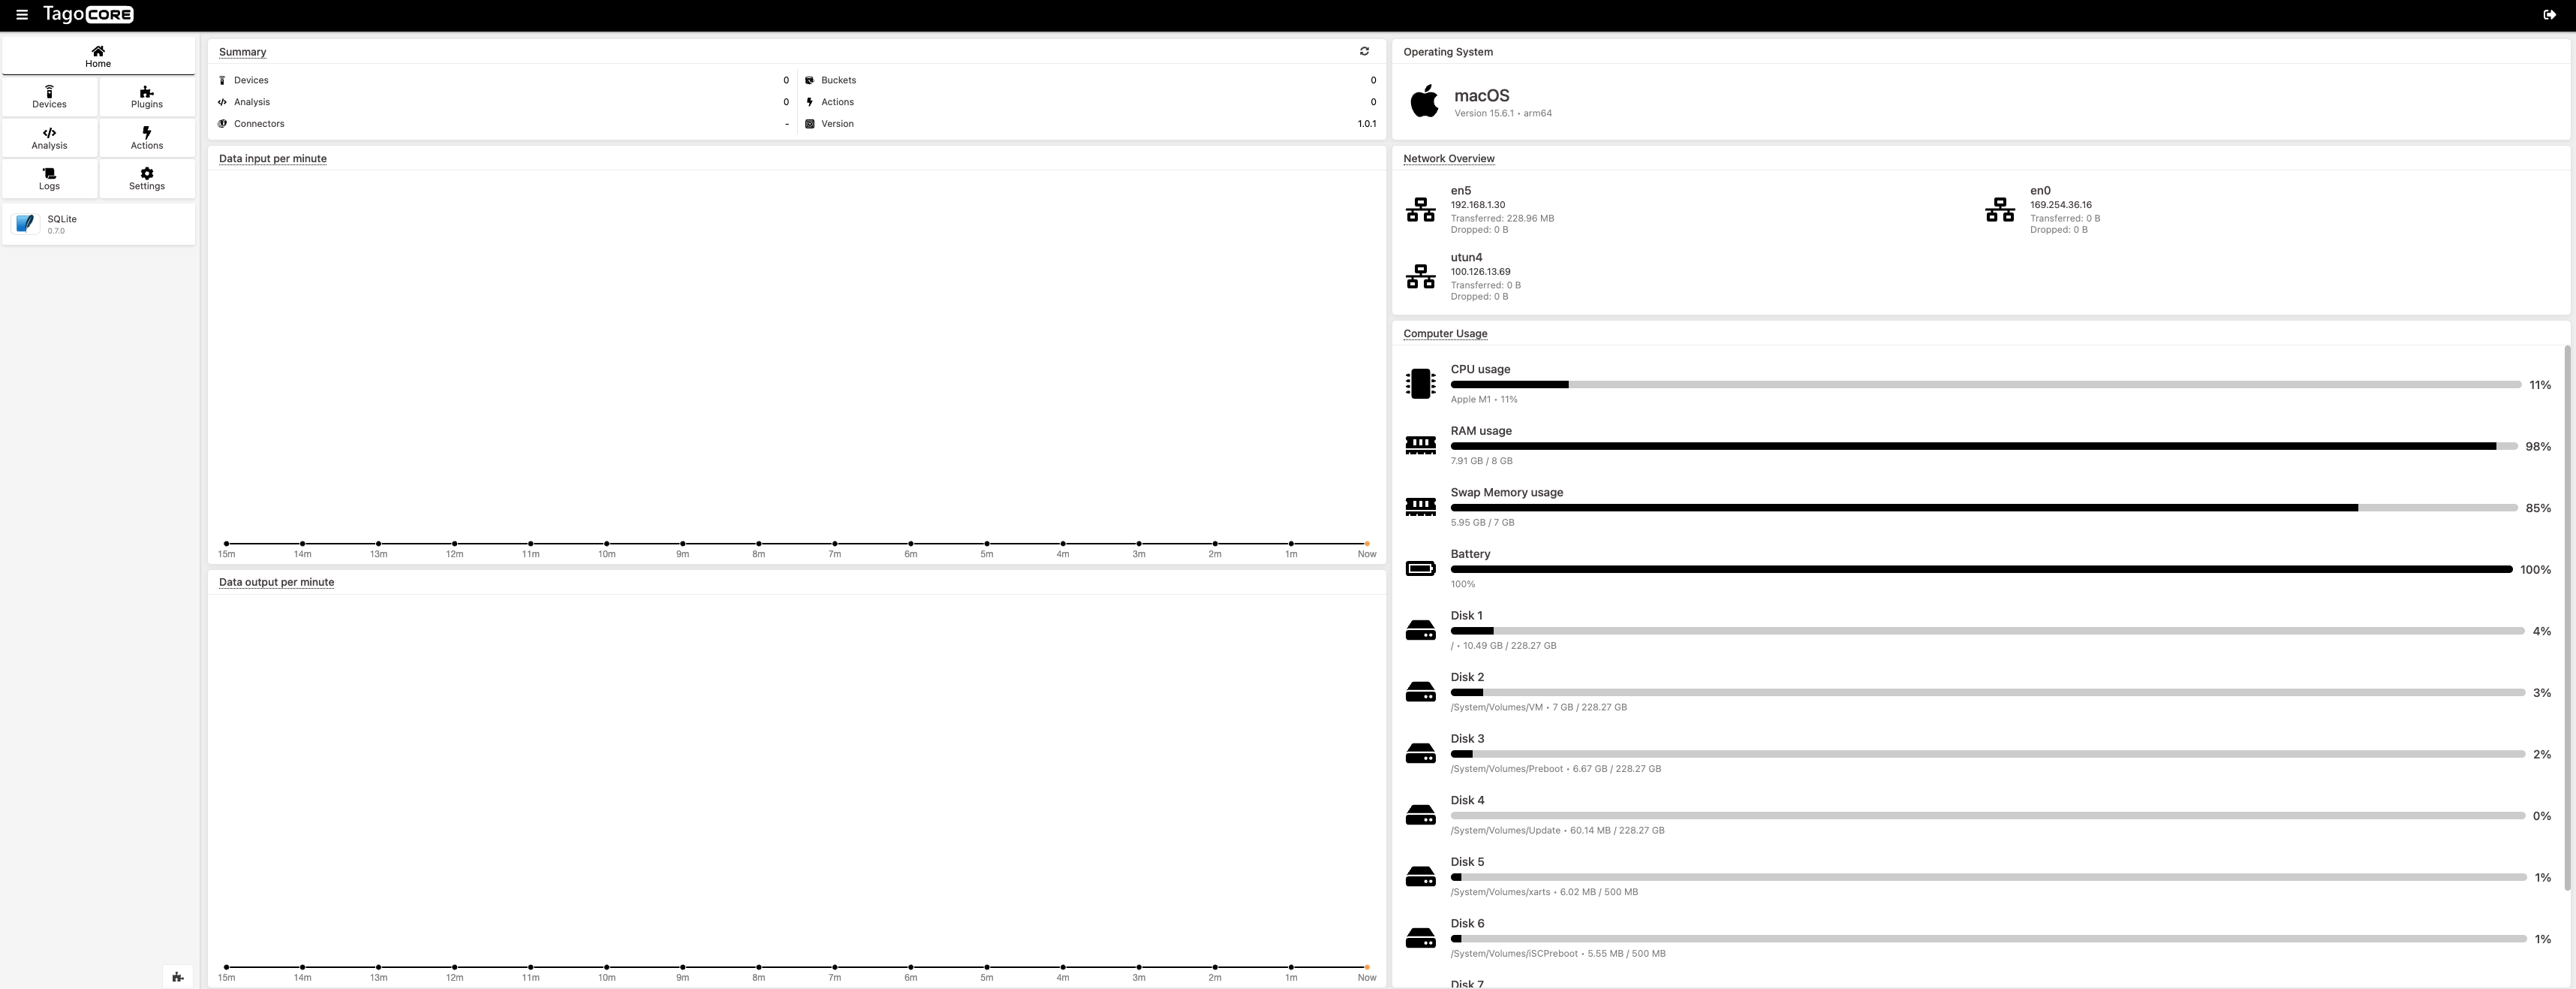 Tago CORE
Home
Devices
Plugins
Analysis
Actions
Logs
Settings
SQLite
0.7.0
Summary
Devices 0
Buckets 0
Analysis 0
Actions 0
Connectors -
Version 1.0.1
Data input per minute
15m 14m 13m 12m 11m 10m 9m 8m 7m 6m 5m 4m 3m 2m 1m Now
Data output per minute
15m 14m 13m 12m 11m 10m 9m 8m 7m 6m 5m 4m 3m 2m 1m Now
Operating System
macOS
Version 15.6.1 • arm64
Network Overview
en5
192.168.1.30
Transferred: 228.96 MB
Dropped: 0 B
en0
169.254.36.16
Transferred: 0 B
Dropped: 0 B
utun4
100.126.13.69
Transferred: 0 B
Dropped: 0 B
Computer Usage
CPU usage
11%
Apple M1 • 11%
RAM usage
98%
7.91 GB / 8 GB
Swap Memory usage
85%
5.95 GB / 7 GB
Battery
100%
100%
Disk 1
4%
/ • 10.49 GB / 228.27 GB
Disk 2
3%
/System/Volumes/VM • 7 GB / 228.27 GB
Disk 3
2%
/System/Volumes/Preboot • 6.67 GB / 228.27 GB
Disk 4
0%
/System/Volumes/Update • 60.14 MB / 228.27 GB
Disk 5
1%
/System/Volumes/xarts • 6.02 MB / 500 MB
Disk 6
1%
/System/Volumes/iSCPreboot • 5.55 MB / 500 MB
Disk 7